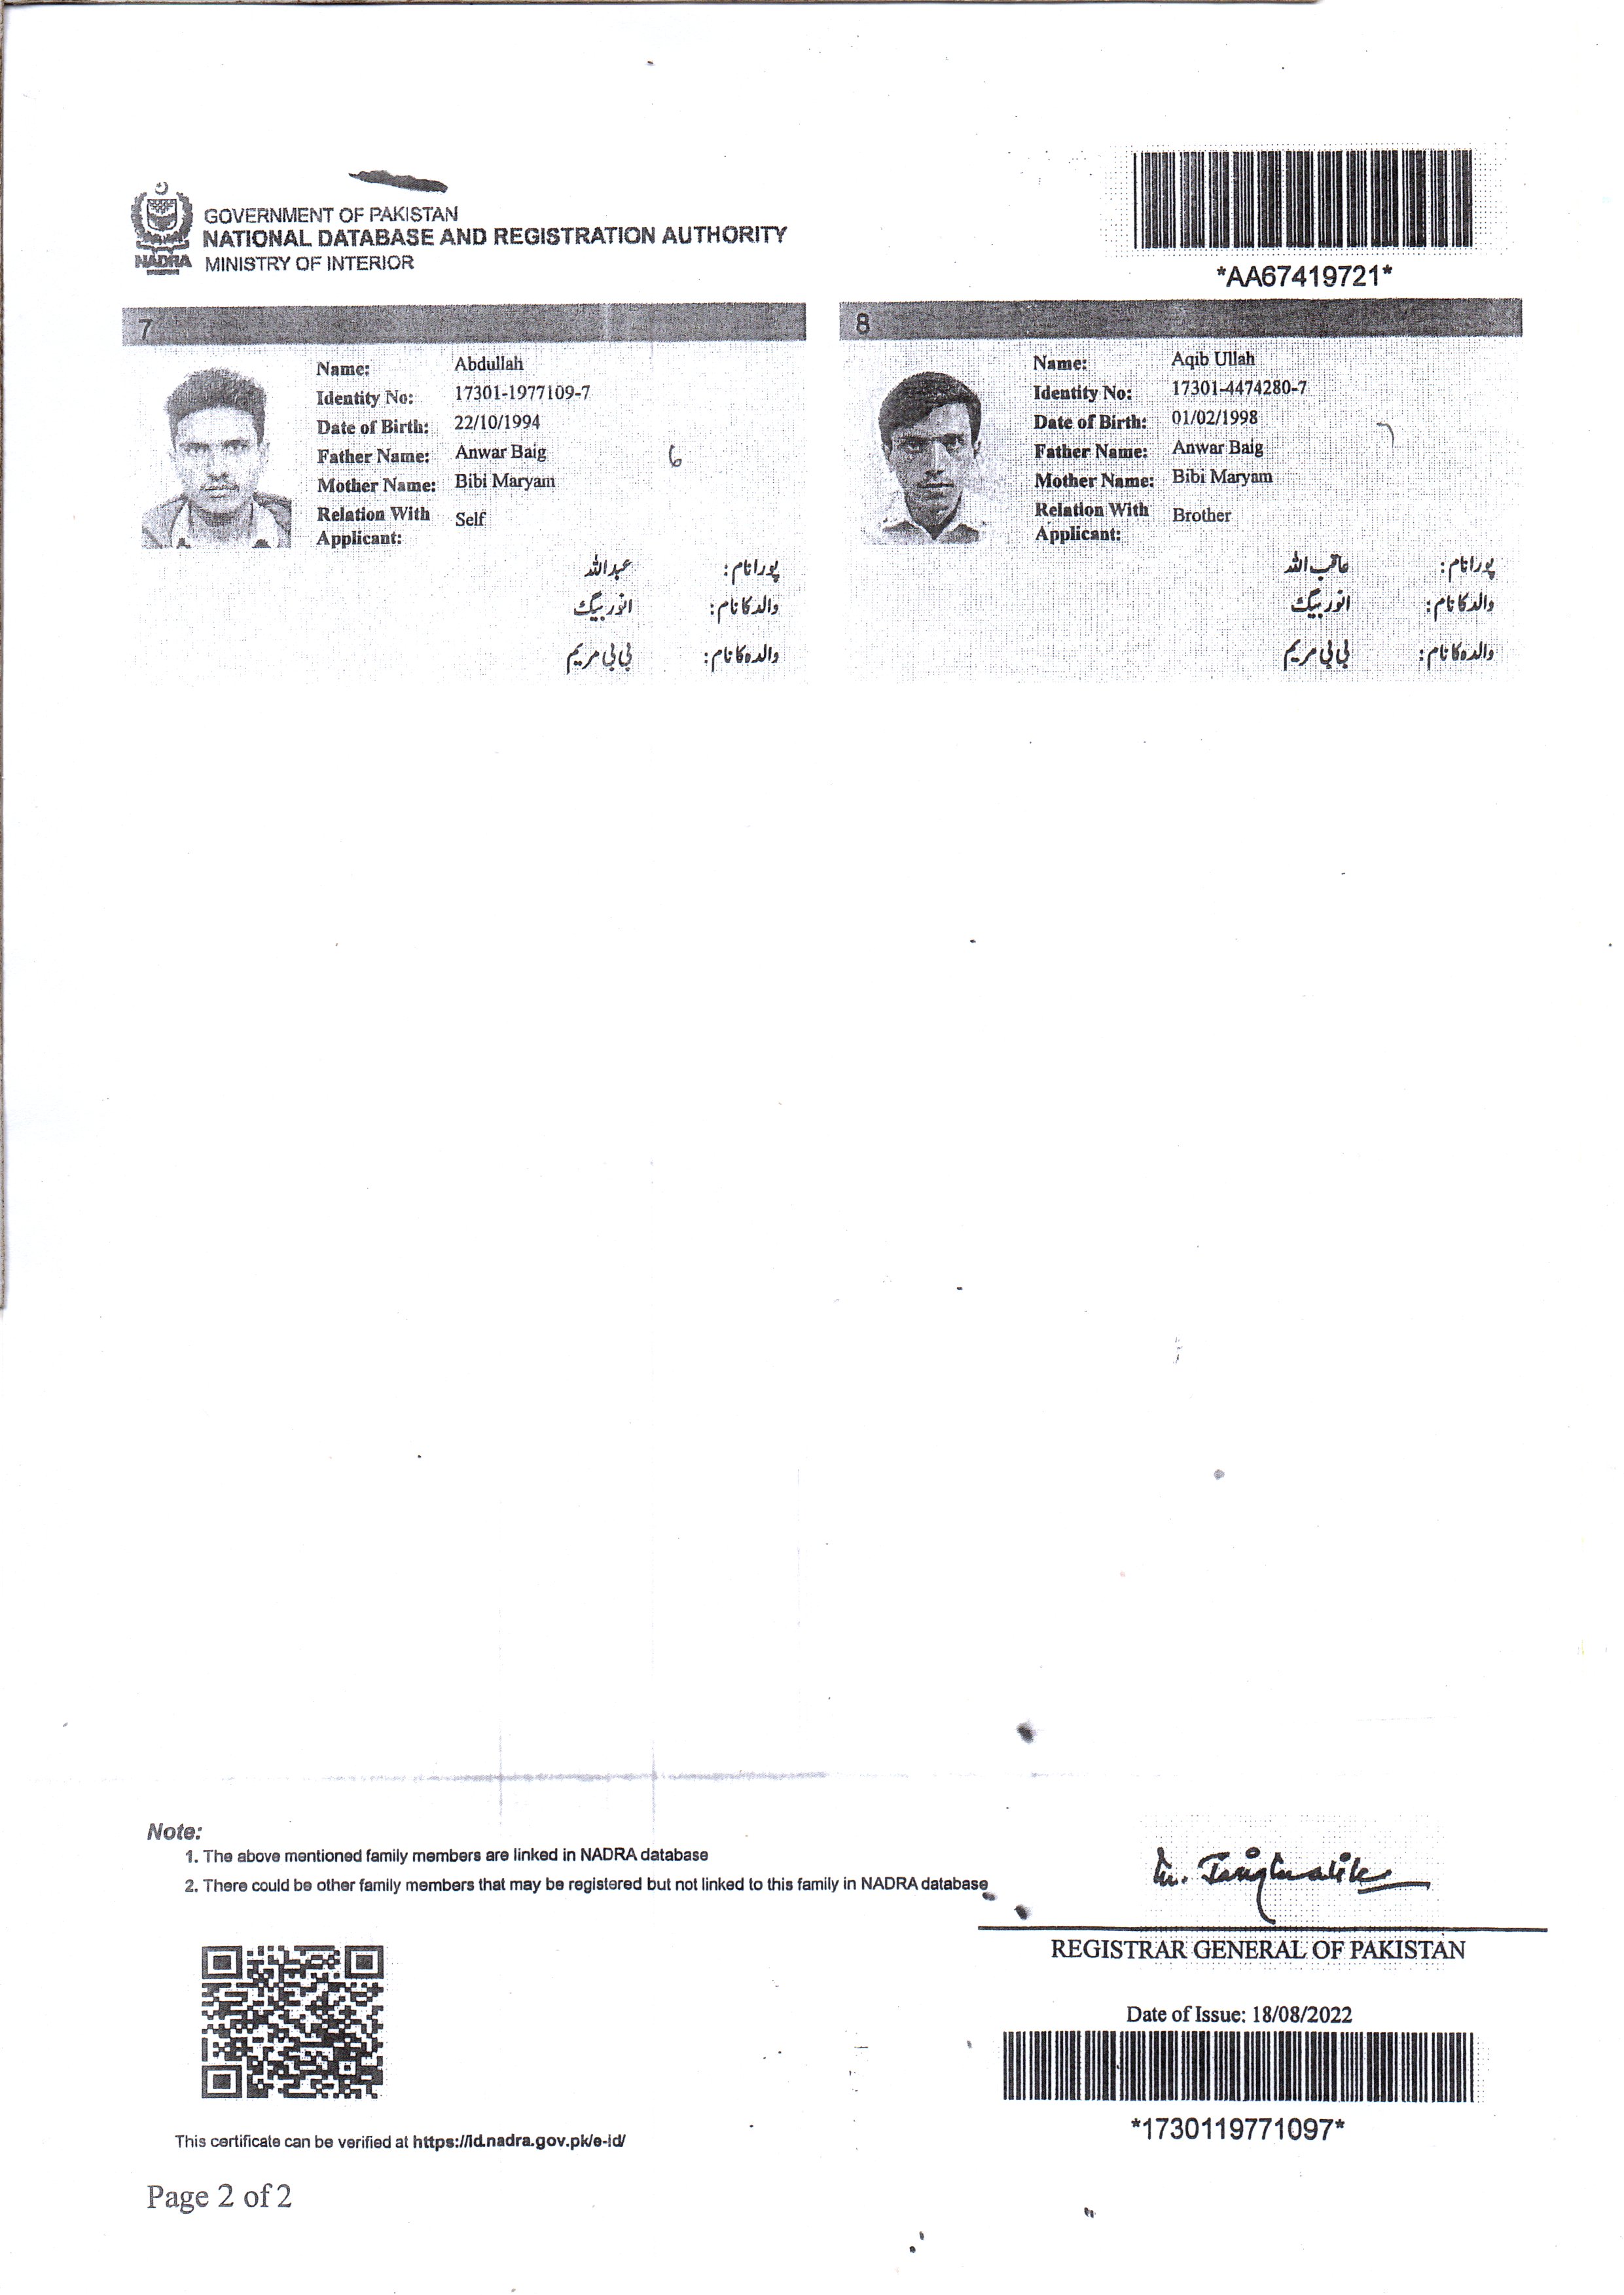 GOVERNMENT OF PAKISTAN
NATIONAL DATABASE AND REGISTRATION AUTHORITY
NADRA
MINISTRY OF INTERIOR
*AA67419721*
7
Name: Abdullah
Identity No: 17301-1977109-7
Date of Birth: 22/10/1994
Father Name: Anwar Baig
6
Mother Name: Bibi Maryam
Relation With Applicant: Self
پورا نام: عبداللہ
والد کا نام: انور بیگ
والدہ کا نام: بی بی مریم
8
Name: Aqib Ullah
Identity No: 17301-4474280-7
Date of Birth: 01/02/1998
7
Father Name: Anwar Baig
Mother Name: Bibi Maryam
Relation With Applicant: Brother
پورا نام: عاقب اللہ
والد کا نام: انور بیگ
والدہ کا نام: بی بی مریم
Note:
1. The above mentioned family members are linked in NADRA database
2. There could be other family members that may be registered but not linked to this family in NADRA database
REGISTRAR GENERAL OF PAKISTAN
Date of Issue: 18/08/2022
*1730119771097*
This certificate can be verified at https://id.nadra.gov.pk/e-id/
Page 2 of 2